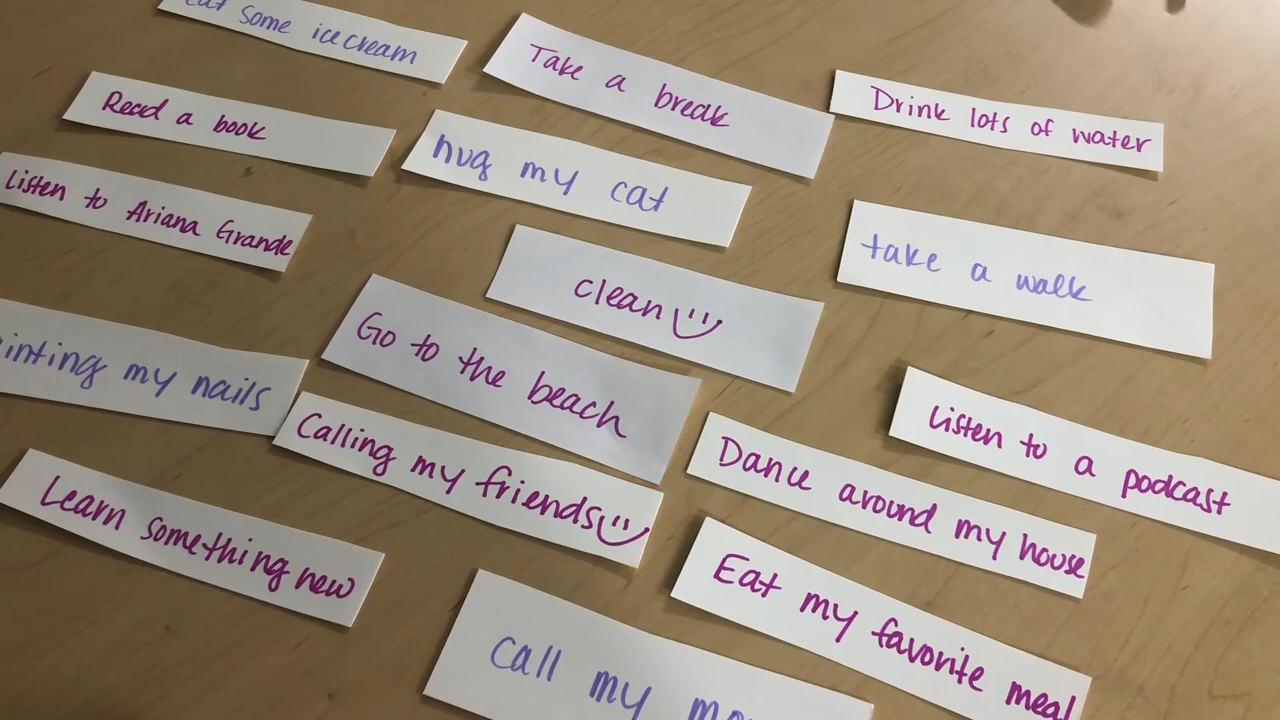 eat some ice cream
Take a break
Drink lots of water
Read a book
hug my cat
Listen to Ariana Grande
take a walk
clean
Go to the beach
my nails
Calling my friends
Listen to a podcast
Dance around my house
Learn something new
Eat my favorite meal
Call my